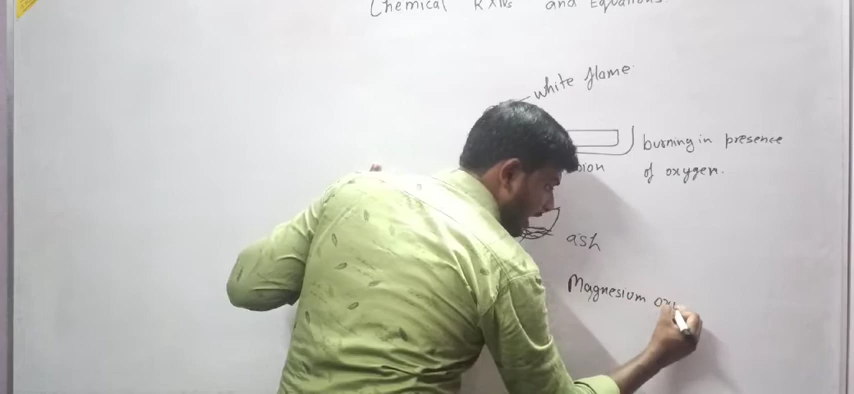 Chemical RXNs and Equations.
white flame.
burning in presence
of oxygen.
ash
Magnesium